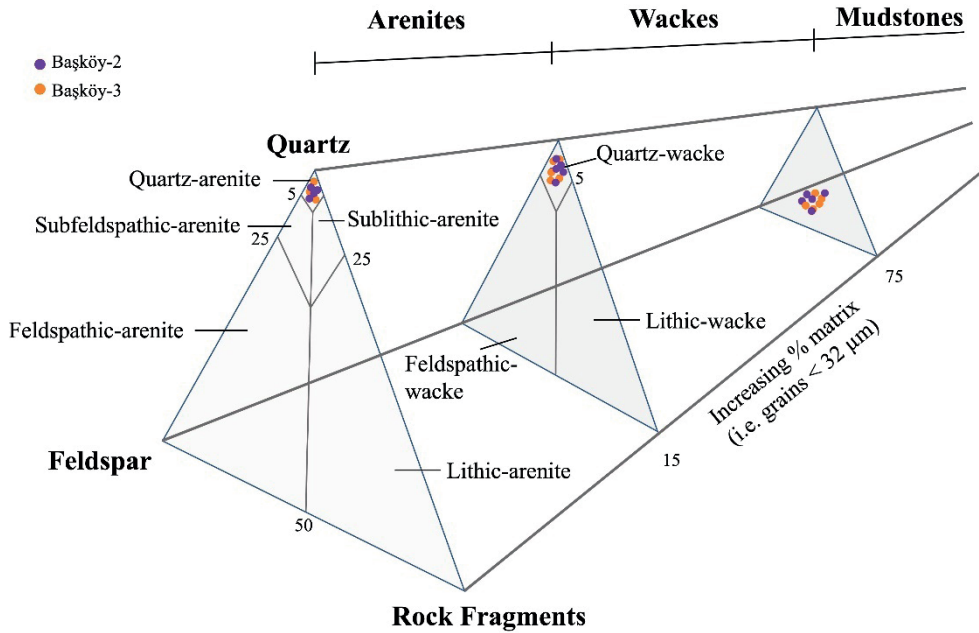 Arenites
Wackes
Mudstones
Başköy-2
Başköy-3
Quartz
Quartz-arenite
5
Subfeldspathic-arenite
25
Sublithic-arenite
25
Feldspathic-arenite
Feldspar
50
Lithic-arenite
Rock Fragments
Quartz-wacke
5
Lithic-wacke
Feldspathic-
wacke
15
75
Increasing % matrix
(i.e. grains < 32 µm)